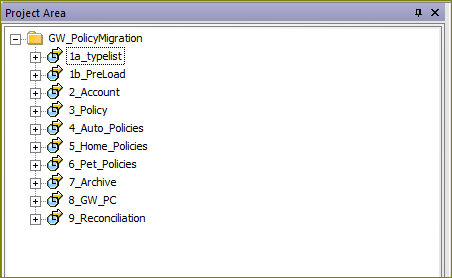 Project Area
GW_PolicyMigration
1a_typelist
1b_PreLoad
2_Account
3_Policy
4_Auto_Policies
5_Home_Policies
6_Pet_Policies
7_Archive
8_GW_PC
9_Reconciliation